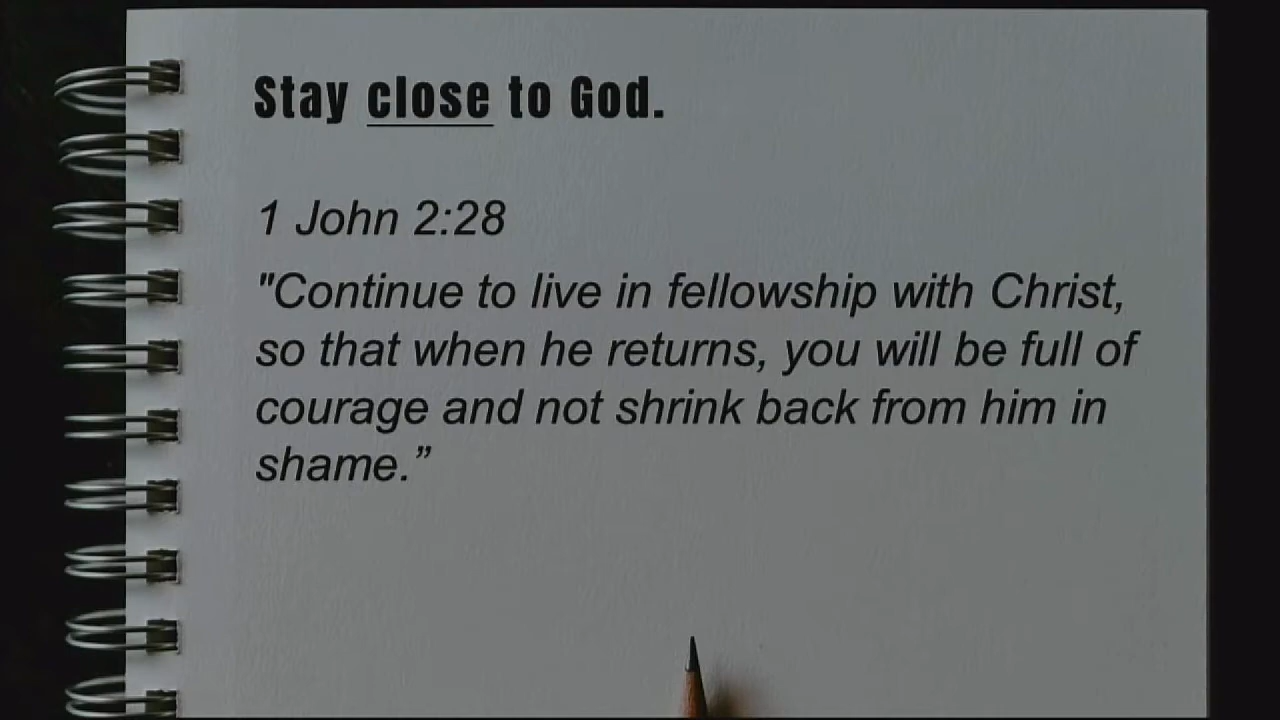 Stay close to God.
1 John 2:28
"Continue to live in fellowship with Christ,
so that when he returns, you will be full of
courage and not shrink back from him in
shame.”